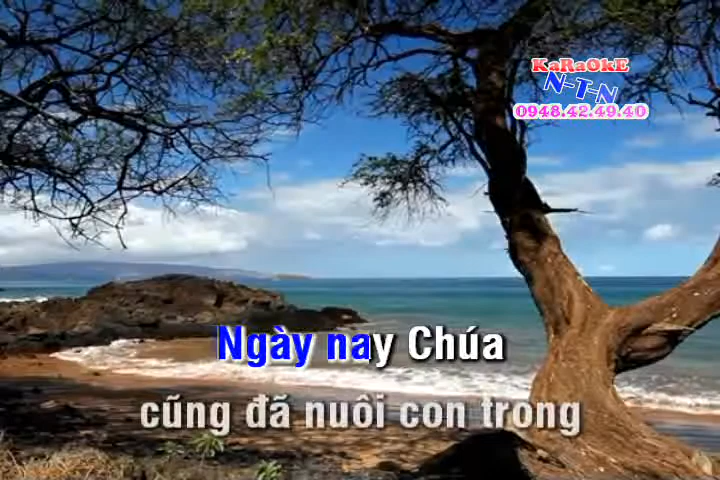 KaRaOkE
N-T-N
0948.42.49.40
Ngày nay Chúa
cũng đã nuôi con trong